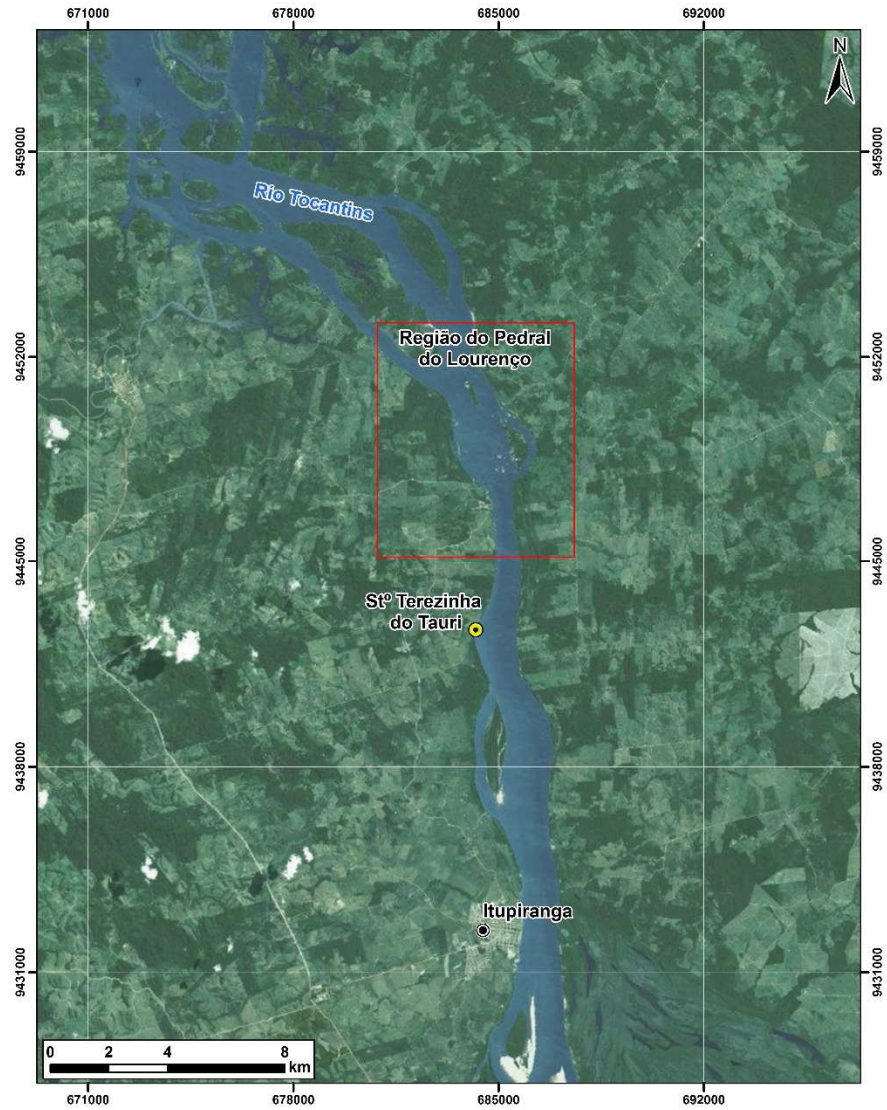 671000 678000 685000 692000
N
9459000 9459000
Rio Tocantins
Região do Pedral
do Lourenço
9452000 9452000
9445000 9445000
Stº Terezinha
do Tauri
9438000 9438000
Itupiranga
9431000 9431000
0 2 4 8
km
671000 678000 685000 692000